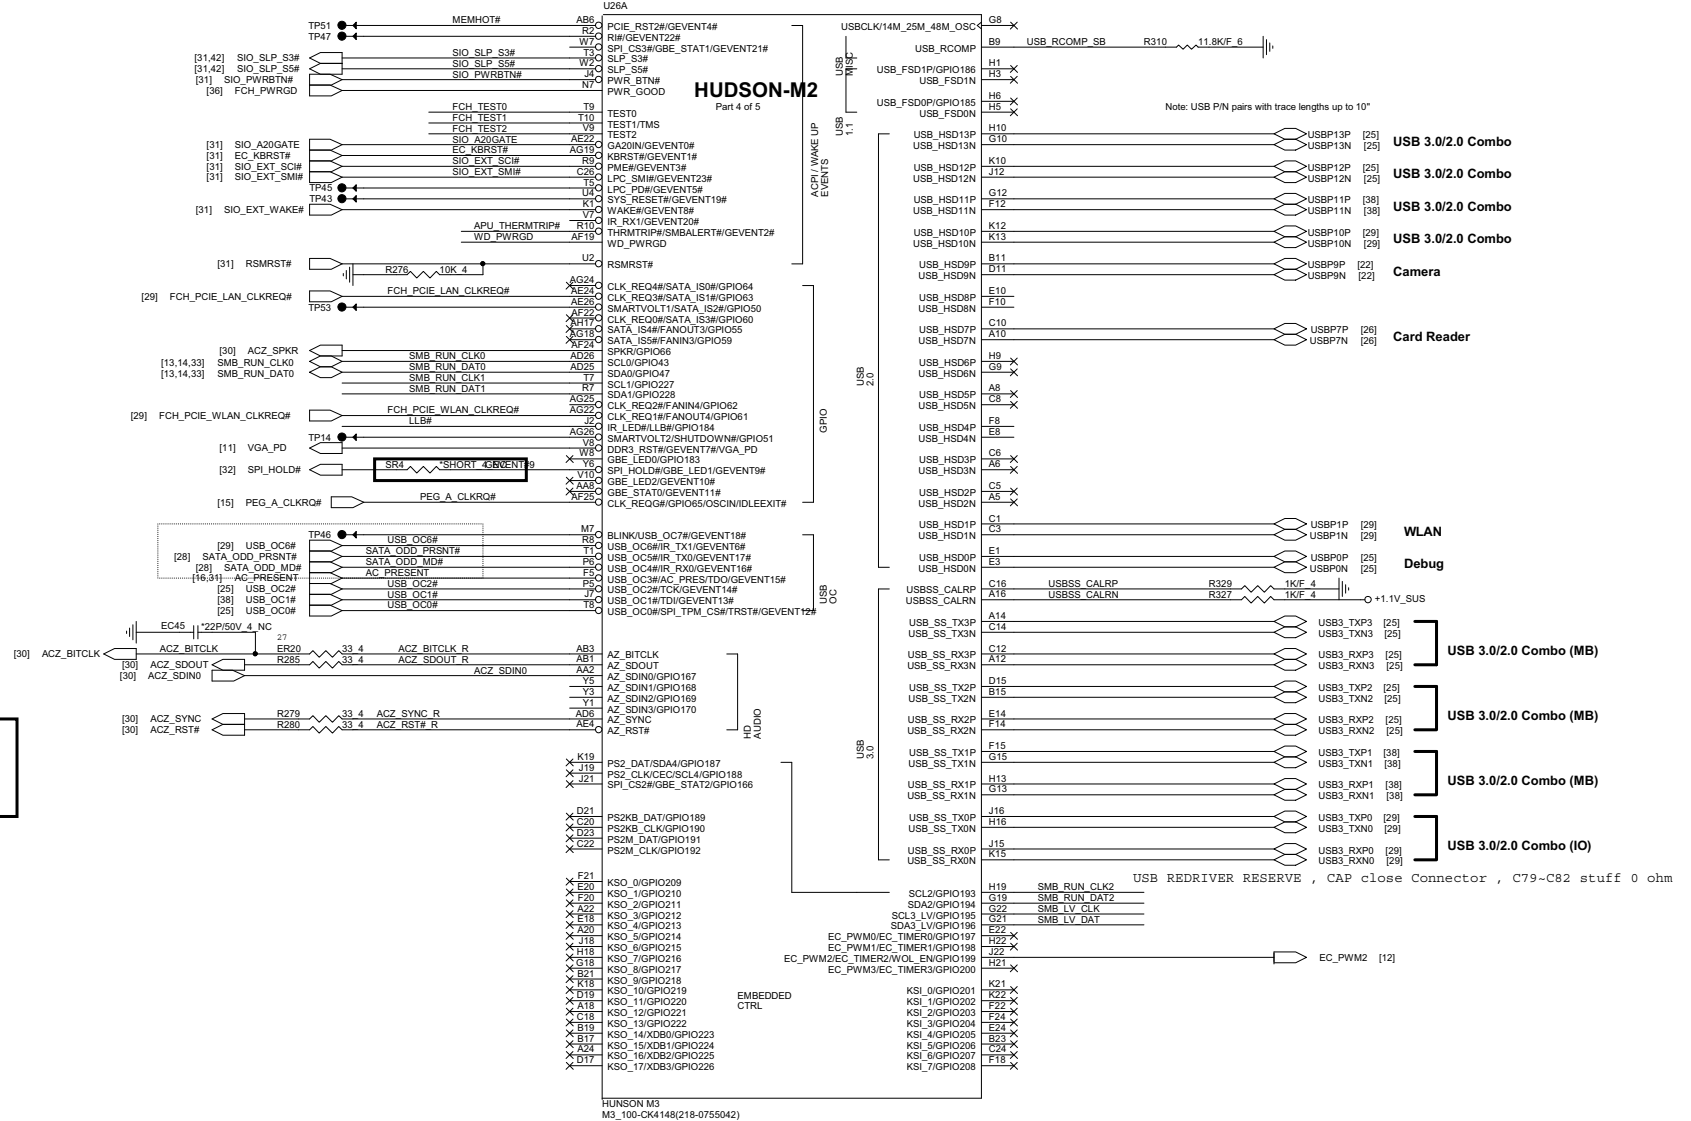 U26A
HUDSON-M2
Part 4 of 5
TP51 MEMHOT# AB6 PCIE_RST2#/GEVENT4#
TP47 R2 RI#/GEVENT22#
W7 SPI_CS3#/GBE_STAT1/GEVENT21#
[31,42] SIO_SLP_S3# SIO_SLP_S3# T3 SLP_S3#
[31,42] SIO_SLP_S5# SIO_SLP_S5# W2 SLP_S5#
[31] SIO_PWRBTN# SIO_PWRBTN# J4 PWR_BTN#
[36] FCH_PWRGD N7 PWR_GOOD
FCH_TEST0 T9 TEST0
FCH_TEST1 T10 TEST1/TMS
FCH_TEST2 V9 TEST2
[31] SIO_A20GATE SIO_A20GATE AE22 GA20IN/GEVENT0#
[31] EC_KBRST# EC_KBRST# AG19 KBRST#/GEVENT1#
[31] SIO_EXT_SCI# SIO_EXT_SCI# R9 PME#/GEVENT3#
[31] SIO_EXT_SMI# SIO_EXT_SMI# C26 LPC_SMI#/GEVENT23#
TP45 T5 LPC_PD#/GEVENT5#
TP43 U4 SYS_RESET#/GEVENT19#
[31] SIO_EXT_WAKE# K1 WAKE#/GEVENT8#
V7 IR_RX1/GEVENT20#
APU_THERMTRIP# R10 THRMTRIP#/SMBALERT#/GEVENT2#
WD_PWRGD AF19 WD_PWRGD
[31] RSMRST# U2 RSMRST#
R276 10K_4
ACPI / WAKE UP
EVENTS
AG24 CLK_REQ4#/SATA_IS0#/GPIO64
[29] FCH_PCIE_LAN_CLKREQ# FCH_PCIE_LAN_CLKREQ# AE24 CLK_REQ3#/SATA_IS1#/GPIO63
TP53 AE26 SMARTVOLT1/SATA_IS2#/GPIO50
AF22 CLK_REQ0#/SATA_IS3#/GPIO60
AH17 SATA_IS4#/FANOUT3/GPIO55
AG18 SATA_IS5#/FANIN3/GPIO59
[30] ACZ_SPKR AF24 SPKR/GPIO66
[13,14,33] SMB_RUN_CLK0 SMB_RUN_CLK0 AD26 SCL0/GPIO43
[13,14,33] SMB_RUN_DAT0 SMB_RUN_DAT0 AD25 SDA0/GPIO47
SMB_RUN_CLK1 T7 SCL1/GPIO227
SMB_RUN_DAT1 R7 SDA1/GPIO228
AG25 CLK_REQ2#/FANIN4/GPIO62
[29] FCH_PCIE_WLAN_CLKREQ# FCH_PCIE_WLAN_CLKREQ# AG22 CLK_REQ1#/FANOUT4/GPIO61
LLB# J2 IR_LED#/LLB#/GPIO184
TP14 AG26 SMARTVOLT2/SHUTDOWN#/GPIO51
[11] VGA_PD V8 DDR3_RST#/GEVENT7#/VGA_PD
W8 GBE_LED0/GPIO183
[32] SPI_HOLD# SR4 Y6 SPI_HOLD#/GBE_LED1/GEVENT9#
V10 GBE_LED2/GEVENT10#
AA8 GBE_STAT0/GEVENT11#
[15] PEG_A_CLKRQ# PEG_A_CLKRQ# AF25 CLK_REQG#/GPIO65/OSCIN/IDLEEXIT#
GPIO
TP46 M7 BLINK/USB_OC7#/GEVENT18#
[29] USB_OC6# USB_OC6# R8 USB_OC6#/IR_TX1/GEVENT6#
[28] SATA_ODD_PRSNT# SATA_ODD_PRSNT# T1 USB_OC5#/IR_TX0/GEVENT17#
[28] SATA_ODD_MD# SATA_ODD_MD# P6 USB_OC4#/IR_RX0/GEVENT16#
[16,31] AC_PRESENT AC_PRESENT F5 USB_OC3#/AC_PRES/TDO/GEVENT15#
[25] USB_OC2# USB_OC2# P5 USB_OC2#/TCK/GEVENT14#
[38] USB_OC1# USB_OC1# J7 USB_OC1#/TDI/GEVENT13#
[25] USB_OC0# USB_OC0# T8 USB_OC0#/SPI_TPM_CS#/TRST#/GEVENT12#
USB
OC
EC45 *22P/50V_4_NC
27
[30] ACZ_BITCLK ACZ_BITCLK ER20 33_4 ACZ_BITCLK_R AB3 AZ_BITCLK
[30] ACZ_SDOUT R285 33_4 ACZ_SDOUT_R AB1 AZ_SDOUT
[30] ACZ_SDIN0 ACZ_SDIN0 AA2 AZ_SDIN0/GPIO167
Y5 AZ_SDIN1/GPIO168
Y3 AZ_SDIN2/GPIO169
Y1 AZ_SDIN3/GPIO170
[30] ACZ_SYNC R279 33_4 ACZ_SYNC_R AD6 AZ_SYNC
[30] ACZ_RST# R280 33_4 ACZ_RST#_R AE4 AZ_RST#
HD
AUDIO
K19 PS2_DAT/SDA4/GPIO187
J19 PS2_CLK/CEC/SCL4/GPIO188
J21 SPI_CS2#/GBE_STAT2/GPIO166
D21 PS2KB_DAT/GPIO189
C20 PS2KB_CLK/GPIO190
D23 PS2M_DAT/GPIO191
C22 PS2M_CLK/GPIO192
F21 KSO_0/GPIO209
E20 KSO_1/GPIO210
F20 KSO_2/GPIO211
A22 KSO_3/GPIO212
E18 KSO_4/GPIO213
A20 KSO_5/GPIO214
J18 KSO_6/GPIO215
H18 KSO_7/GPIO216
G18 KSO_8/GPIO217
B21 KSO_9/GPIO218
K18 KSO_10/GPIO219
D19 KSO_11/GPIO220
A18 KSO_12/GPIO221
C18 KSO_13/GPIO222
B19 KSO_14/XDB0/GPIO223
B17 KSO_15/XDB1/GPIO224
A24 KSO_16/XDB2/GPIO225
D17 KSO_17/XDB3/GPIO226
EMBEDDED
CTRL
USBCLK/14M_25M_48M_OSC G8
USB_RCOMP B9 USB_RCOMP_SB R310 11.8K/F_6
USB
MISC
USB_FSD1P/GPIO186 H1
USB_FSD1N H3
USB_FSD0P/GPIO185 H6
USB_FSD0N H5
USB
1.1
Note: USB P/N pairs with trace lengths up to 10"
USB_HSD13P H10 USBP13P [25]
USB_HSD13N G10 USBP13N [25]
USB 3.0/2.0 Combo
USB_HSD12P K10 USBP12P [25]
USB_HSD12N J12 USBP12N [25]
USB 3.0/2.0 Combo
USB_HSD11P G12 USBP11P [38]
USB_HSD11N F12 USBP11N [38]
USB 3.0/2.0 Combo
USB_HSD10P K12 USBP10P [29]
USB_HSD10N K13 USBP10N [29]
USB 3.0/2.0 Combo
USB_HSD9P B11 USBP9P [22]
USB_HSD9N D11 USBP9N [22]
Camera
USB_HSD8P E10
USB_HSD8N F10
USB_HSD7P C10 USBP7P [26]
USB_HSD7N A10 USBP7N [26]
Card Reader
USB_HSD6P H9
USB_HSD6N G9
USB
2.0
USB_HSD5P A8
USB_HSD5N C8
USB_HSD4P F8
USB_HSD4N E8
USB_HSD3P C6
USB_HSD3N A6
USB_HSD2P C5
USB_HSD2N A5
USB_HSD1P C1 USBP1P [29]
USB_HSD1N C3 USBP1N [29]
WLAN
USB_HSD0P E1 USBP0P [25]
USB_HSD0N E3 USBP0N [25]
Debug
USBSS_CALRP C16 USBSS_CALRP R329 1K/F_4
USBSS_CALRN A16 USBSS_CALRN R327 1K/F_4 +1.1V_SUS
USB_SS_TX3P A14 USB3_TXP3 [25]
USB_SS_TX3N C14 USB3_TXN3 [25]
USB_SS_RX3P C12 USB3_RXP3 [25]
USB_SS_RX3N A12 USB3_RXN3 [25]
USB 3.0/2.0 Combo (MB)
USB_SS_TX2P D15 USB3_TXP2 [25]
USB_SS_TX2N B15 USB3_TXN2 [25]
USB_SS_RX2P E14 USB3_RXP2 [25]
USB_SS_RX2N F14 USB3_RXN2 [25]
USB 3.0/2.0 Combo (MB)
USB
3.0
USB_SS_TX1P F15 USB3_TXP1 [38]
USB_SS_TX1N G15 USB3_TXN1 [38]
USB_SS_RX1P H13 USB3_RXP1 [38]
USB_SS_RX1N G13 USB3_RXN1 [38]
USB 3.0/2.0 Combo (MB)
USB_SS_TX0P J16 USB3_TXP0 [29]
USB_SS_TX0N H16 USB3_TXN0 [29]
USB_SS_RX0P J15 USB3_RXP0 [29]
USB_SS_RX0N K15 USB3_RXN0 [29]
USB 3.0/2.0 Combo (IO)
USB REDRIVER RESERVE , CAP close Connector , C79~C82 stuff 0 ohm
SCL2/GPIO193 H19 SMB_RUN_CLK2
SDA2/GPIO194 G19 SMB_RUN_DAT2
SCL3_LV/GPIO195 G22 SMB_LV_CLK
SDA3_LV/GPIO196 G21 SMB_LV_DAT
EC_PWM0/EC_TIMER0/GPIO197 E22
EC_PWM1/EC_TIMER1/GPIO198 H22
EC_PWM2/EC_TIMER2/WOL_EN/GPIO199 J22 EC_PWM2 [12]
EC_PWM3/EC_TIMER3/GPIO200 H21
KSI_0/GPIO201 K21
KSI_1/GPIO202 K22
KSI_2/GPIO203 F22
KSI_3/GPIO204 F24
KSI_4/GPIO205 E24
KSI_5/GPIO206 B23
KSI_6/GPIO207 C24
KSI_7/GPIO208 F18
HUNSON M3
M3_100-CK4148(218-0755042)